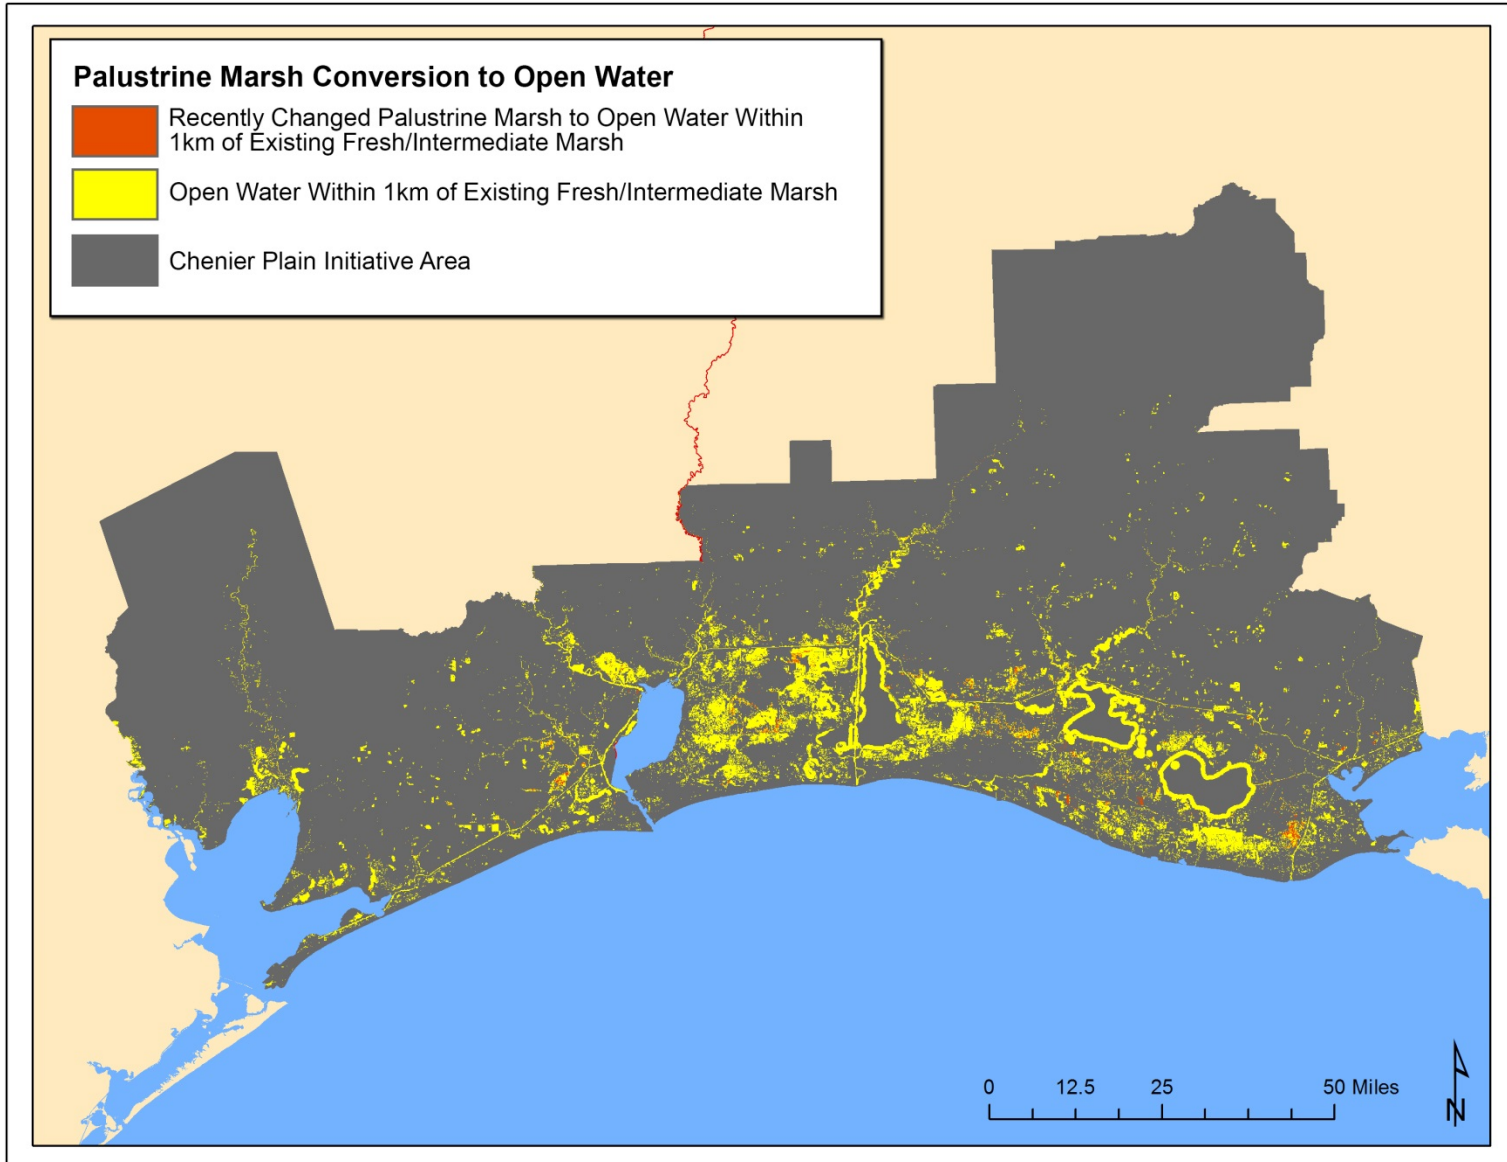 Palustrine Marsh Conversion to Open Water
Recently Changed Palustrine Marsh to Open Water Within
1km of Existing Fresh/Intermediate Marsh
Open Water Within 1km of Existing Fresh/Intermediate Marsh
Chenier Plain Initiative Area
0 12.5 25 50 Miles
N